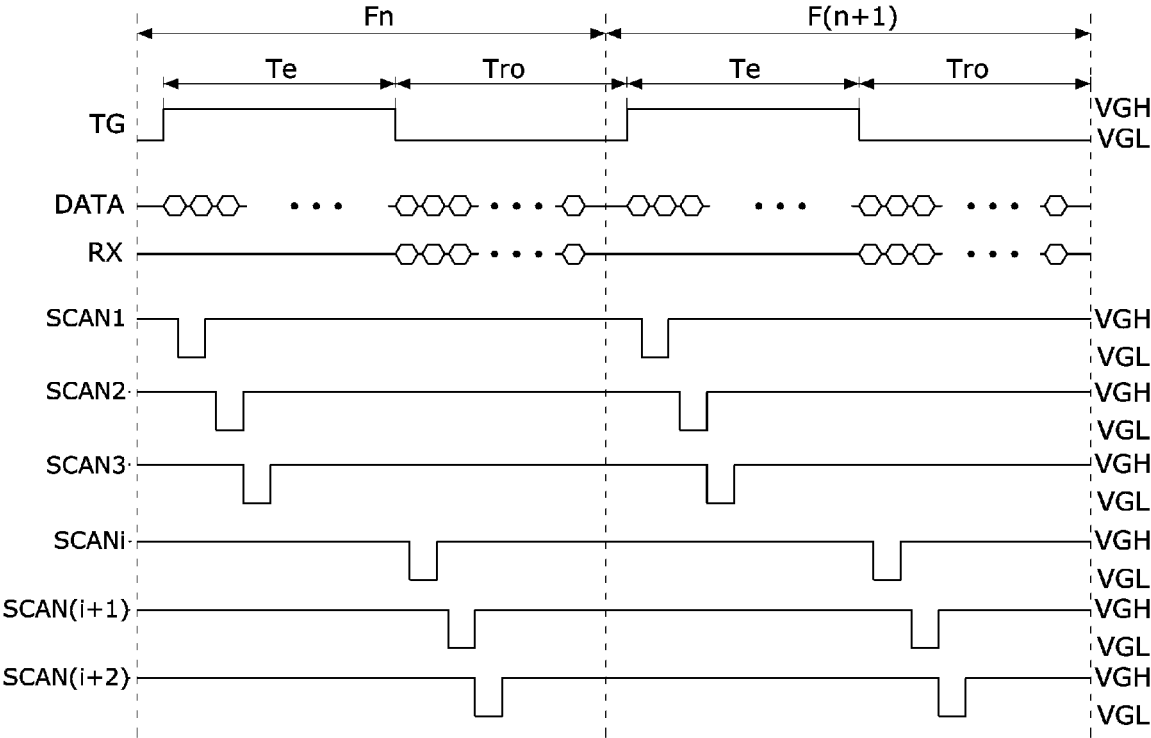 Fn F(n+1)
Te Tro Te Tro
TG VGH
VGL
DATA
RX
SCAN1 VGH
VGL
SCAN2 VGH
VGL
SCAN3 VGH
VGL
SCANi VGH
VGL
SCAN(i+1) VGH
VGL
SCAN(i+2) VGH
VGL